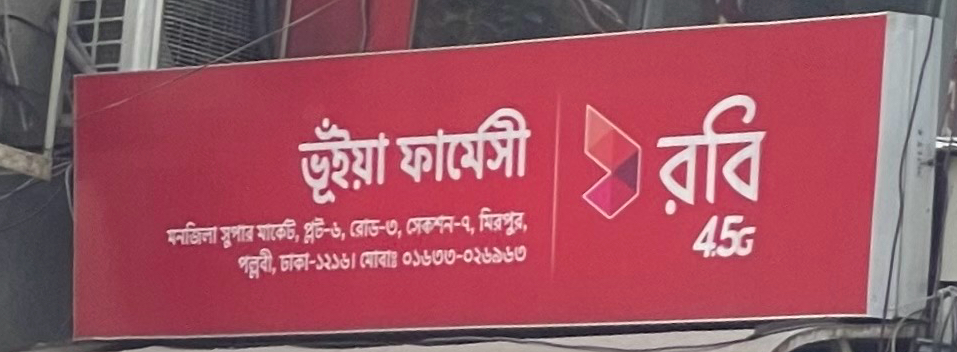 ভূঁইয়া ফার্মেসী
মনজিলা সুপার মার্কেট, প্লট-৬, রোড-৩, সেকশন-৭, মিরপুর,
পল্লবী, ঢাকা-১২১৬। মোবাঃ ০১৬৩৩-০২৬৯৬৩
রবি
4.5G